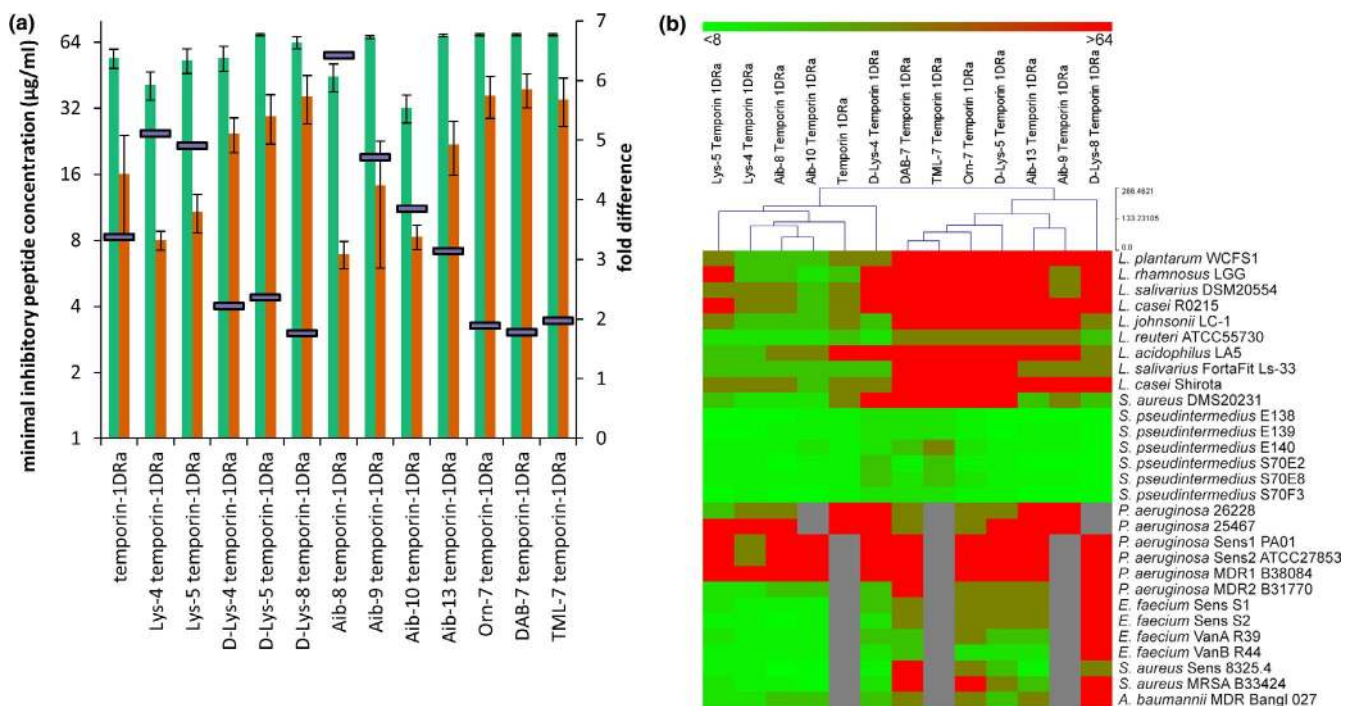 (a)
minimal inhibitory peptide concentration (µg/ml)
64
32
16
8
4
2
1
7
6
5
4
3
2
1
0
fold difference
temporin-1DRa
Lys-4 temporin-1DRa
Lys-5 temporin-1DRa
D-Lys-4 temporin-1DRa
D-Lys-5 temporin-1DRa
D-Lys-8 temporin-1DRa
Aib-8 temporin-1DRa
Aib-9 temporin-1DRa
Aib-10 temporin-1DRa
Aib-13 temporin-1DRa
Orn-7 temporin-1DRa
DAB-7 temporin-1DRa
TML-7 temporin-1DRa
(b)
<8
>64
Lys-5 Temporin 1DRa
Lys-4 Temporin 1DRa
Aib-8 Temporin 1DRa
Aib-10 Temporin 1DRa
Temporin 1DRa
D-Lys-4 Temporin 1DRa
DAB-7 Temporin 1DRa
TML-7 Temporin 1DRa
Orn-7 Temporin 1DRa
D-Lys-5 Temporin 1DRa
Aib-13 Temporin 1DRa
Aib-9 Temporin 1DRa
D-Lys-8 Temporin 1DRa
266.4621
133.23105
0.0
L. plantarum WCFS1
L. rhamnosus LGG
L. salivarius DSM20554
L. casei R0215
L. johnsonii LC-1
L. reuteri ATCC55730
L. acidophilus LA5
L. salivarius FortaFit Ls-33
L. casei Shirota
S. aureus DMS20231
S. pseudintermedius E138
S. pseudintermedius E139
S. pseudintermedius E140
S. pseudintermedius S70E2
S. pseudintermedius S70E8
S. pseudintermedius S70F3
P. aeruginosa 26228
P. aeruginosa 25467
P. aeruginosa Sens1 PA01
P. aeruginosa Sens2 ATCC27853
P. aeruginosa MDR1 B38084
P. aeruginosa MDR2 B31770
E. faecium Sens S1
E. faecium Sens S2
E. faecium VanA R39
E. faecium VanB R44
S. aureus Sens 8325.4
S. aureus MRSA B33424
A. baumannii MDR Bangl 027